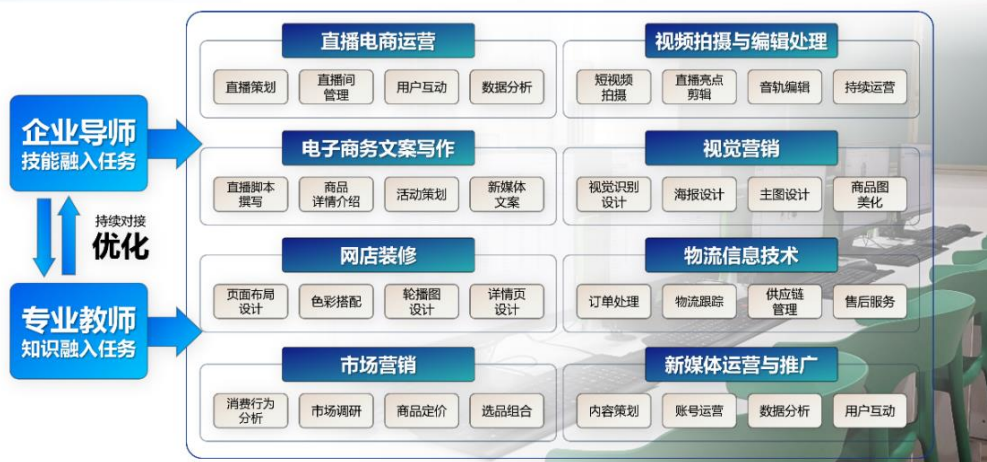 企业导师
技能融入任务
持续对接
优化
专业教师
知识融入任务
直播电商运营
直播策划
直播间
管理
用户互动
数据分析
视频拍摄与编辑处理
短视频
拍摄
直播亮点
剪辑
音轨编辑
持续运营
电子商务文案写作
直播脚本
撰写
商品
详情介绍
活动策划
新媒体
文案
视觉营销
视觉识别
设计
海报设计
主图设计
商品图
美化
网店装修
页面布局
设计
色彩搭配
轮播图
设计
详情页
设计
物流信息技术
订单处理
物流跟踪
供应链
管理
售后服务
市场营销
消费行为
分析
市场调研
商品定价
选品组合
新媒体运营与推广
内容策划
账号运营
数据分析
用户互动